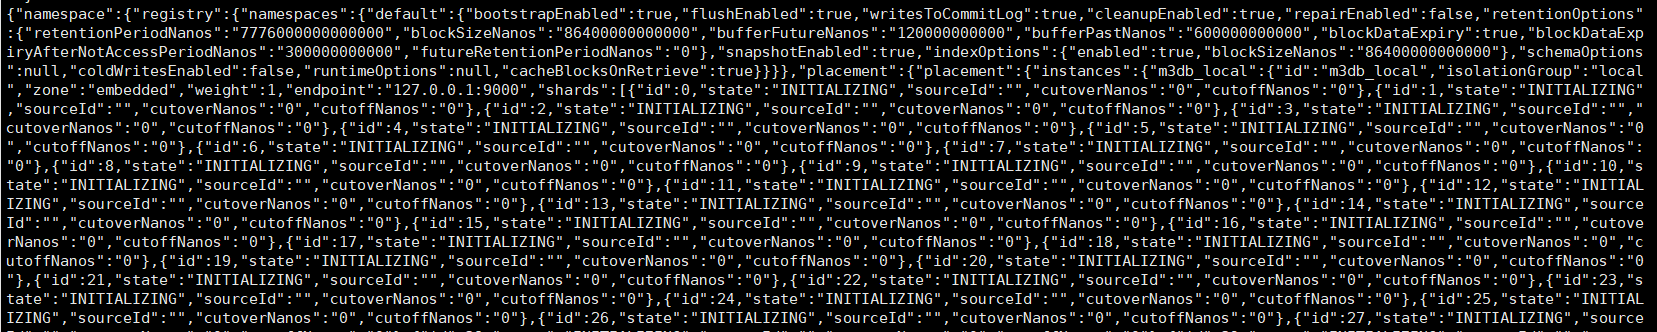 {"namespace":{"registry":{"namespaces":{"default":{"bootstrapEnabled":true,"flushEnabled":true,"writesToCommitLog":true,"cleanupEnabled":true,"repairEnabled":false,"retentionOptions"
:{"retentionPeriodNanos":"7776000000000000","blockSizeNanos":"86400000000000","bufferFutureNanos":"120000000000","bufferPastNanos":"600000000000","blockDataExpiry":true,"blockDataExp
iryAfterNotAccessPeriodNanos":"300000000000","futureRetentionPeriodNanos":"0"},"snapshotEnabled":true,"indexOptions":{"enabled":true,"blockSizeNanos":"86400000000000"},"schemaOptions
":null,"coldWritesEnabled":false,"runtimeOptions":null,"cacheBlocksOnRetrieve":true}}}},"placement":{"placement":{"instances":{"m3db_local":{"id":"m3db_local","isolationGroup":"local
","zone":"embedded","weight":1,"endpoint":"127.0.0.1:9000","shards":[{"id":0,"state":"INITIALIZING","sourceId":"","cutoverNanos":"0","cutoffNanos":"0"},{"id":1,"state":"INITIALIZING"
,"sourceId":"","cutoverNanos":"0","cutoffNanos":"0"},{"id":2,"state":"INITIALIZING","sourceId":"","cutoverNanos":"0","cutoffNanos":"0"},{"id":3,"state":"INITIALIZING","sourceId":"","
cutoverNanos":"0","cutoffNanos":"0"},{"id":4,"state":"INITIALIZING","sourceId":"","cutoverNanos":"0","cutoffNanos":"0"},{"id":5,"state":"INITIALIZING","sourceId":"","cutoverNanos":"0
","cutoffNanos":"0"},{"id":6,"state":"INITIALIZING","sourceId":"","cutoverNanos":"0","cutoffNanos":"0"},{"id":7,"state":"INITIALIZING","sourceId":"","cutoverNanos":"0","cutoffNanos":
"0"},{"id":8,"state":"INITIALIZING","sourceId":"","cutoverNanos":"0","cutoffNanos":"0"},{"id":9,"state":"INITIALIZING","sourceId":"","cutoverNanos":"0","cutoffNanos":"0"},{"id":10,"s
tate":"INITIALIZING","sourceId":"","cutoverNanos":"0","cutoffNanos":"0"},{"id":11,"state":"INITIALIZING","sourceId":"","cutoverNanos":"0","cutoffNanos":"0"},{"id":12,"state":"INITIAL
IZING","sourceId":"","cutoverNanos":"0","cutoffNanos":"0"},{"id":13,"state":"INITIALIZING","sourceId":"","cutoverNanos":"0","cutoffNanos":"0"},{"id":14,"state":"INITIALIZING","source
Id":"","cutoverNanos":"0","cutoffNanos":"0"},{"id":15,"state":"INITIALIZING","sourceId":"","cutoverNanos":"0","cutoffNanos":"0"},{"id":16,"state":"INITIALIZING","sourceId":"","cutove
rNanos":"0","cutoffNanos":"0"},{"id":17,"state":"INITIALIZING","sourceId":"","cutoverNanos":"0","cutoffNanos":"0"},{"id":18,"state":"INITIALIZING","sourceId":"","cutoverNanos":"0","c
utoffNanos":"0"},{"id":19,"state":"INITIALIZING","sourceId":"","cutoverNanos":"0","cutoffNanos":"0"},{"id":20,"state":"INITIALIZING","sourceId":"","cutoverNanos":"0","cutoffNanos":"0
"},{"id":21,"state":"INITIALIZING","sourceId":"","cutoverNanos":"0","cutoffNanos":"0"},{"id":22,"state":"INITIALIZING","sourceId":"","cutoverNanos":"0","cutoffNanos":"0"},{"id":23,"s
tate":"INITIALIZING","sourceId":"","cutoverNanos":"0","cutoffNanos":"0"},{"id":24,"state":"INITIALIZING","sourceId":"","cutoverNanos":"0","cutoffNanos":"0"},{"id":25,"state":"INITIAL
IZING","sourceId":"","cutoverNanos":"0","cutoffNanos":"0"},{"id":26,"state":"INITIALIZING","sourceId":"","cutoverNanos":"0","cutoffNanos":"0"},{"id":27,"state":"INITIALIZING","source